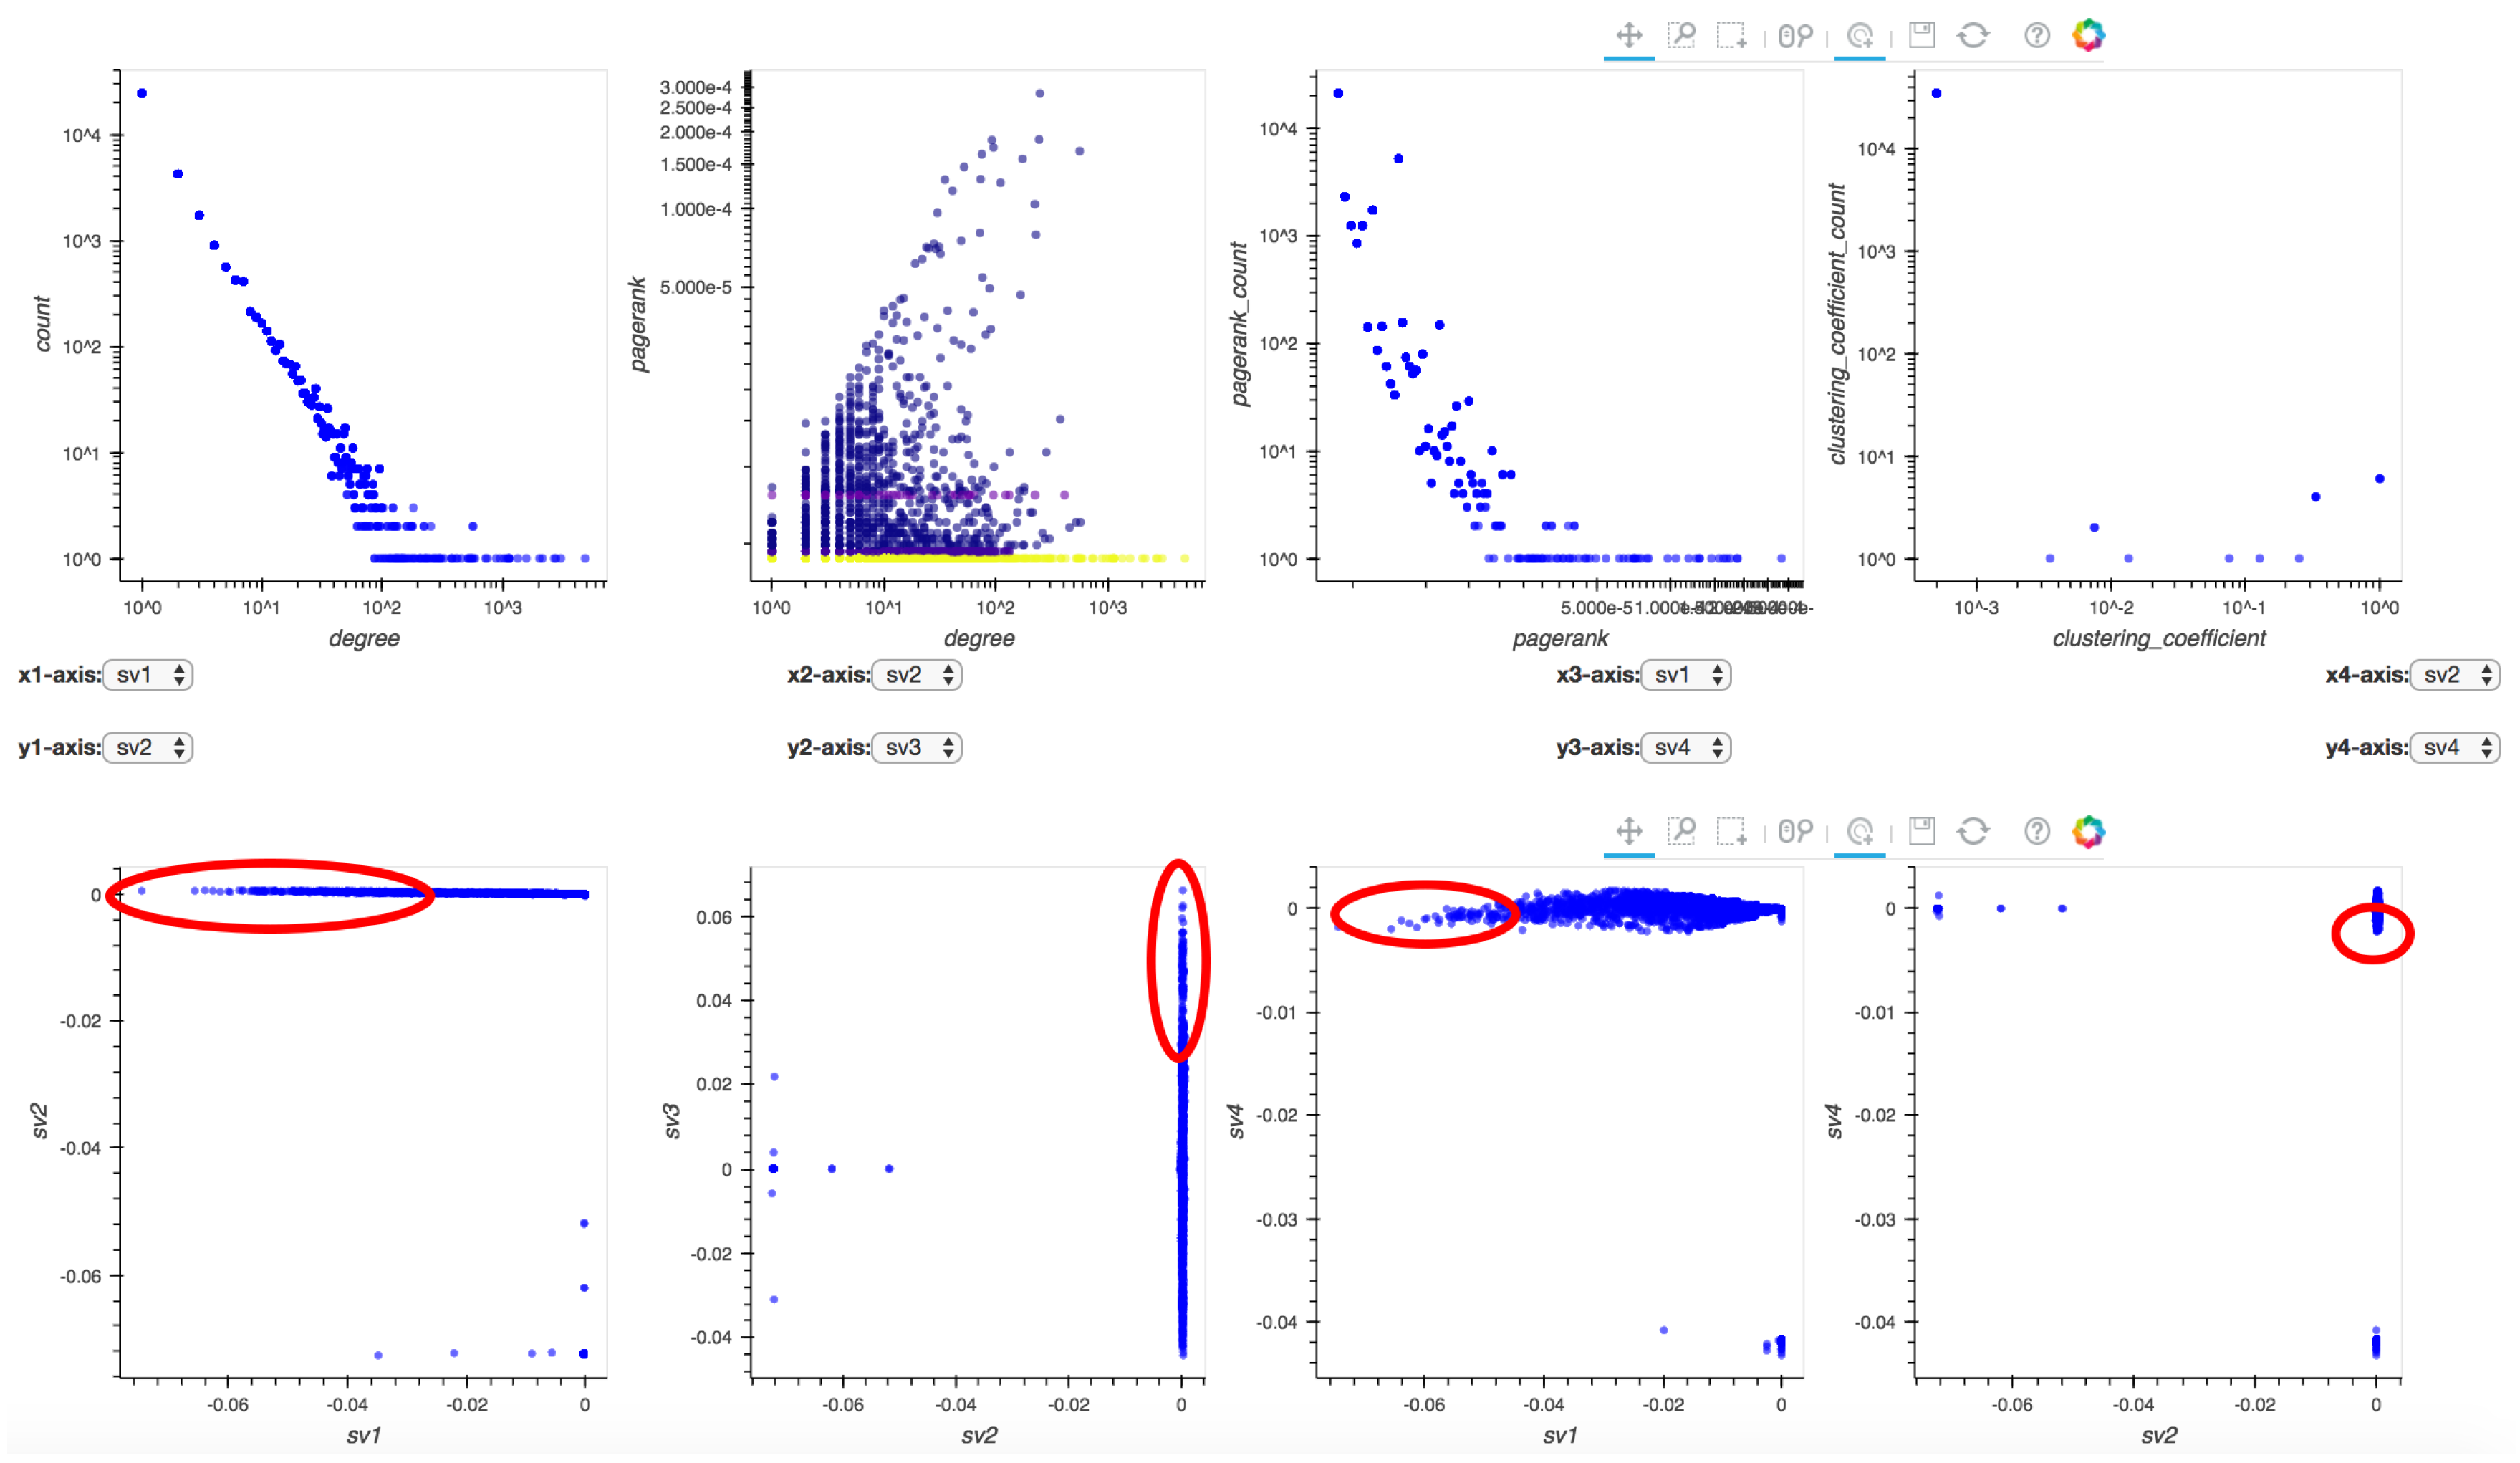 10^4
10^3
10^2
10^1
10^0
count
10^0 10^1 10^2 10^3
degree
3.000e-4
2.500e-4
2.000e-4
1.500e-4
1.000e-4
5.000e-5
pagerank
10^0 10^1 10^2 10^3
degree
10^4
10^3
10^2
10^1
10^0
pagerank_count
5.000e-5
pagerank
10^4
10^3
10^2
10^1
10^0
clustering_coefficient_count
10^-3 10^-2 10^-1 10^0
clustering_coefficient
x1-axis: sv1 x2-axis: sv2 x3-axis: sv1 x4-axis: sv2
y1-axis: sv2 y2-axis: sv3 y3-axis: sv4 y4-axis: sv4
0
-0.02
-0.04
-0.06
sv2
-0.06 -0.04 -0.02 0
sv1
0.06
0.04
0.02
0
-0.02
-0.04
sv3
-0.06 -0.04 -0.02 0
sv2
0
-0.01
-0.02
-0.03
-0.04
sv4
-0.06 -0.04 -0.02 0
sv1
0
-0.01
-0.02
-0.03
-0.04
sv4
-0.06 -0.04 -0.02 0
sv2